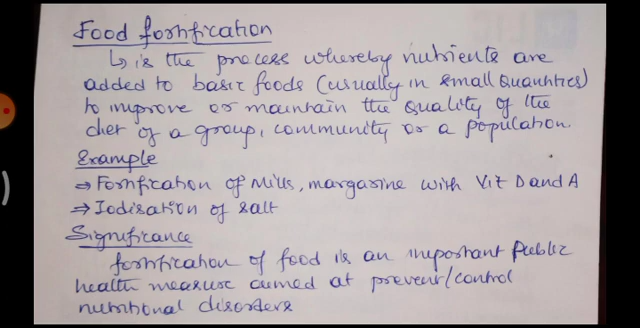 Food fortification
↳ is the process whereby nutrients are
added to basic foods (usually in small quantities)
to improve or maintain the quality of the
diet of a group, community or a population.
Example
⇒ Fortification of Milk, margarine with Vit D and A
⇒ Iodisation of salt
Significance
fortification of food is an important public
health measure aimed at prevent/control
nutritional disorders